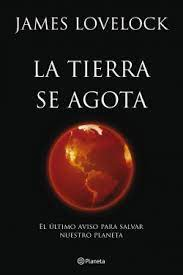 JAMES LOVELOCK
LA TIERRA
SE AGOTA
EL ÚLTIMO AVISO PARA SALVAR
NUESTRO PLANETA
Planeta